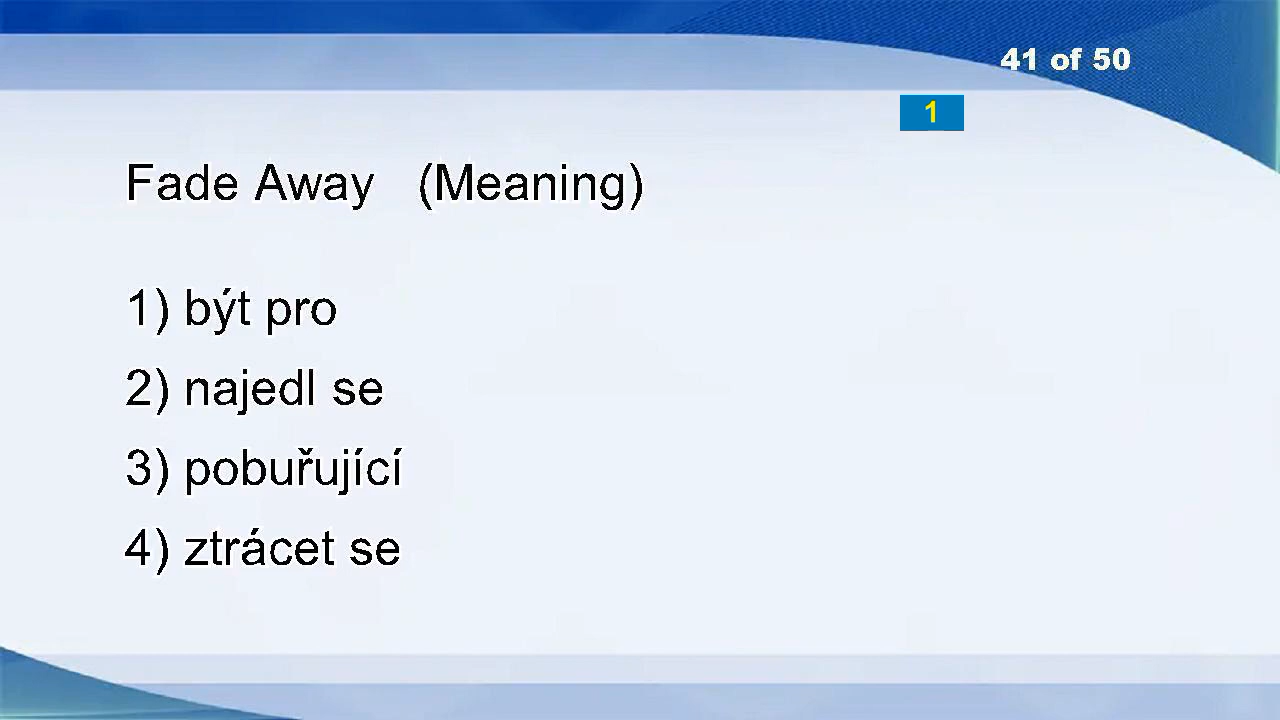 41 of 50
1
Fade Away (Meaning)
1) být pro
2) najedl se
3) pobuřující
4) ztrácet se